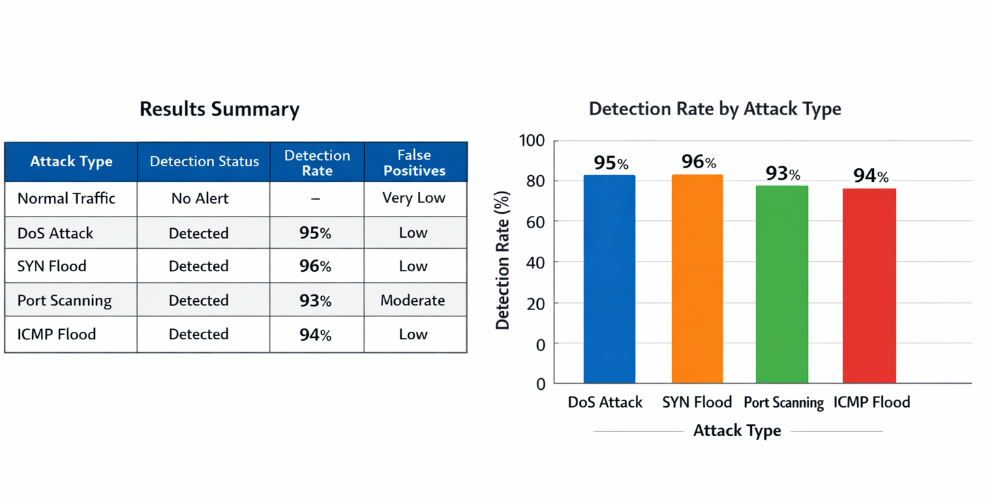 Results Summary
Attack Type Detection Status Detection Rate False Positives
Normal Traffic No Alert – Very Low
DoS Attack Detected 95% Low
SYN Flood Detected 96% Low
Port Scanning Detected 93% Moderate
ICMP Flood Detected 94% Low
Detection Rate by Attack Type
Detection Rate (%)
100
80
60
40
20
0
0
95% 96% 93% 94%
DoS Attack SYN Flood Port Scanning ICMP Flood
Attack Type